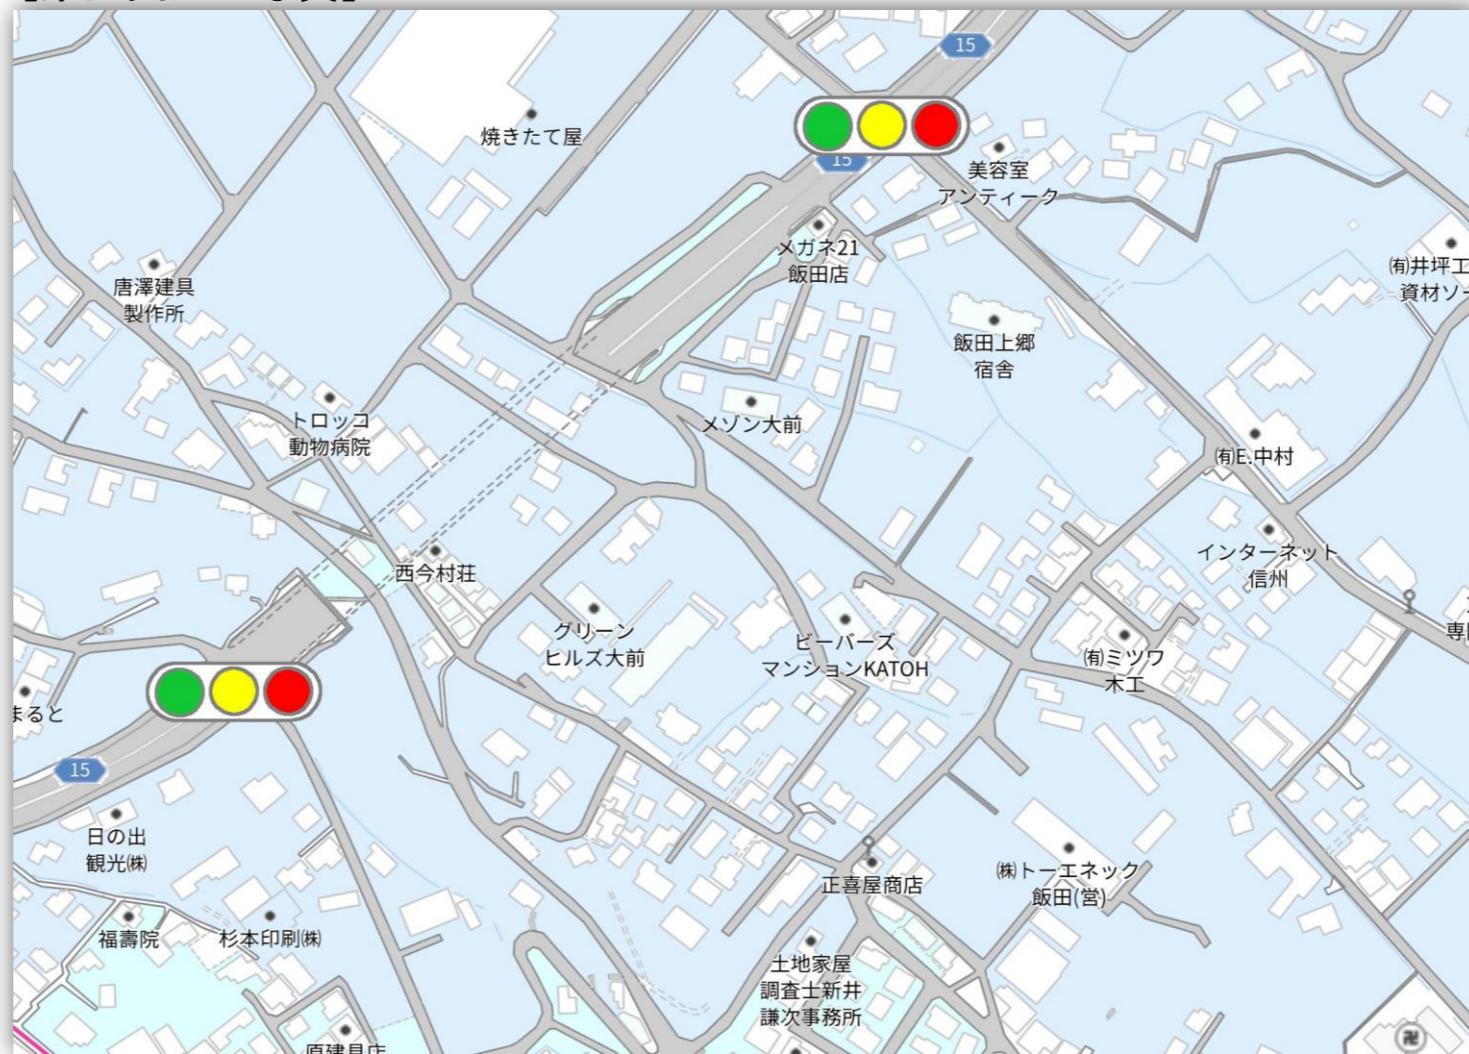 15
焼きたて屋
15
美容室
アンティーク
メガネ21
飯田店
㈲井坪工
資材ソー
唐澤建具
製作所
飯田上郷
宿舎
トロッコ
動物病院
メゾン大前
㈲E.中村
インターネット
信州
西今村荘
グリーン
ヒルズ大前
ビーバーズ
マンションKATOH
㈲ミツワ
木工
まると
15
日の出
観光㈱
正喜屋商店
㈱トーエネック
飯田(営)
福壽院
杉本印刷㈱
土地家屋
調査士新井
謙次事務所
原建具店